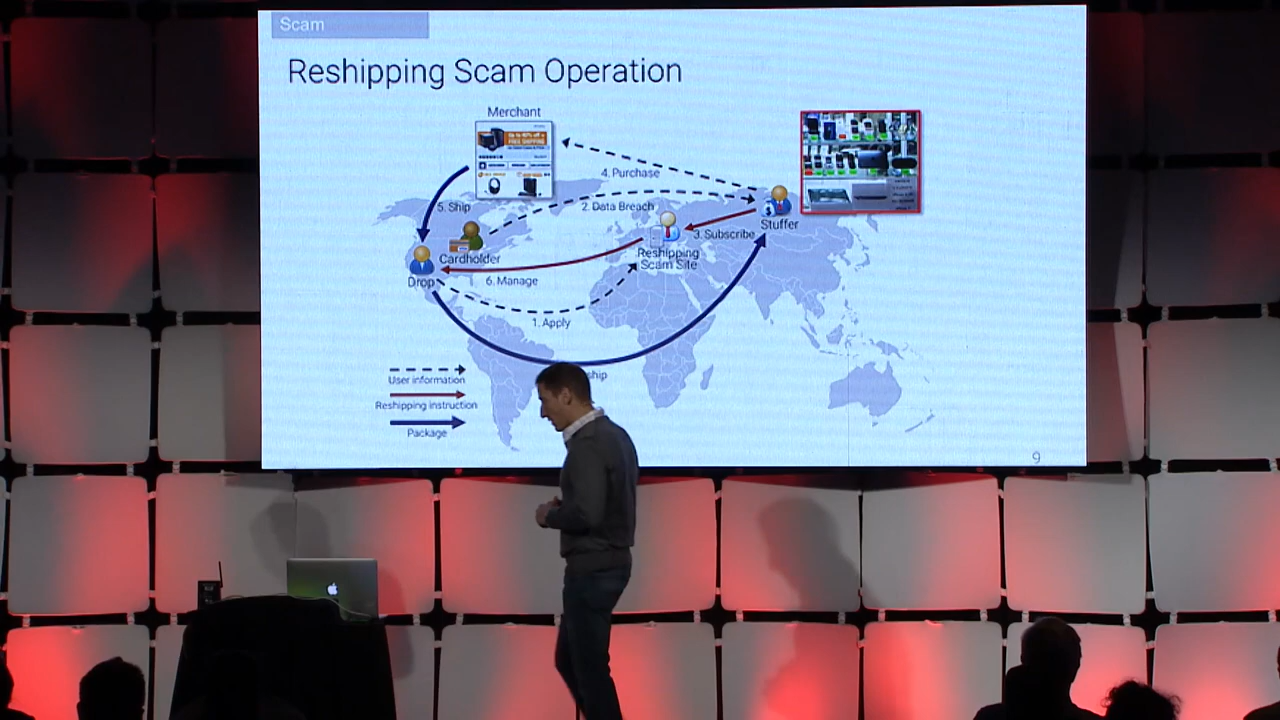 Scam
Reshipping Scam Operation
Merchant
4. Purchase
5. Ship
2. Data Breach
3. Subscribe
Stuffer
Cardholder
Reshipping
Scam Site
Drop
6. Manage
1. Apply
ship
User information
Reshipping instruction
Package
9